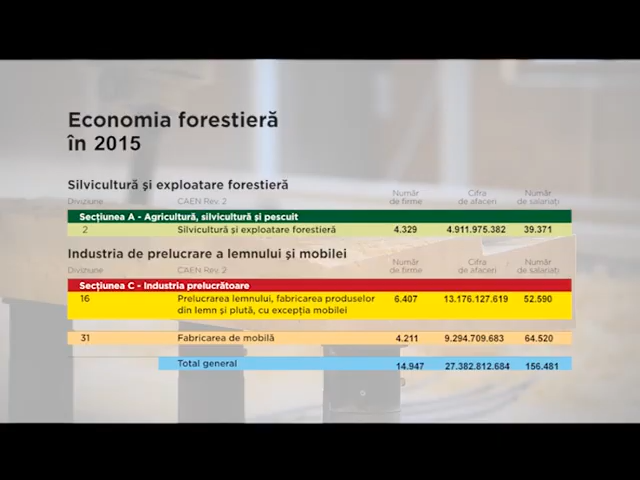 Economia forestieră
în 2015
Silvicultură și exploatare forestieră
Diviziune CAEN Rev. 2 Număr de firme Cifra de afaceri Număr de salariați
Secțiunea A - Agricultură, silvicultură și pescuit
2 Silvicultură și exploatare forestieră 4.329 4.911.975.382 39.371
Industria de prelucrare a lemnului și mobilei
Diviziune CAEN Rev. 2 Număr de firme Cifra de afaceri Număr de salariați
Secțiunea C - Industria prelucrătoare
16 Prelucrarea lemnului, fabricarea produselor 6.407 13.176.127.619 52.590
din lemn și plută, cu excepția mobilei
31 Fabricarea de mobilă 4.211 9.294.709.683 64.520
Total general 14.947 27.382.812.684 156.481